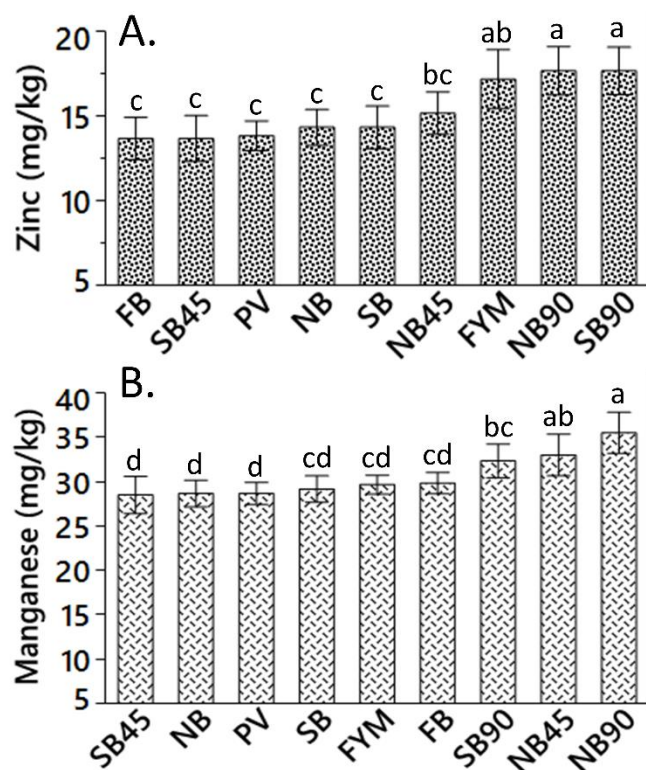 A.
Zinc (mg/kg)
20
15
10
5
c c c c c bc ab a a
FB SB45 PV NB SB NB45 FYM NB90 SB90
B.
Manganese (mg/kg)
40
35
30
25
20
15
10
5
d d d cd cd cd bc ab a
SB45 NB PV SB FYM FB SB90 NB45 NB90